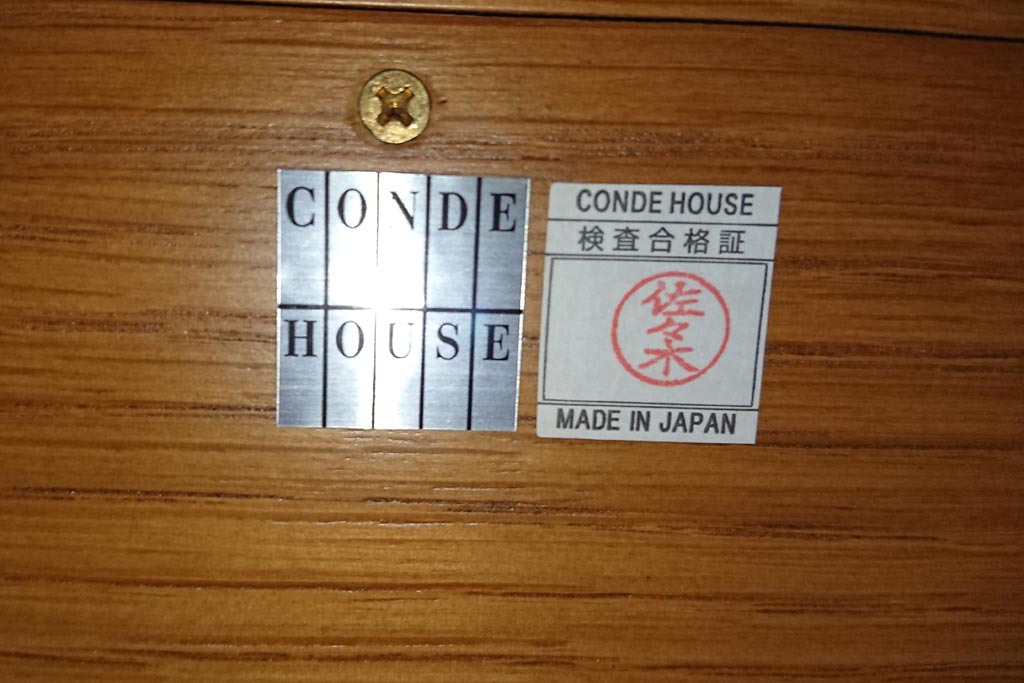 CONDE
HOUSE
CONDE HOUSE
検査合格証
佐々木
MADE IN JAPAN